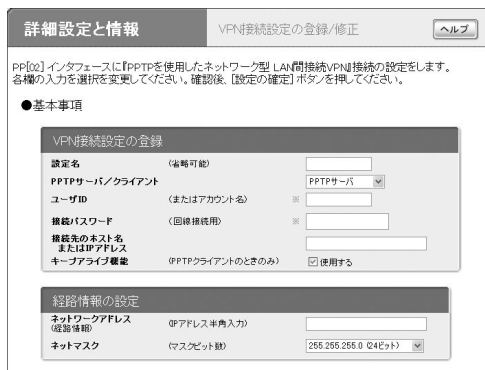 詳細設定と情報 VPN接続設定の登録/修正 ヘルプ
PP[02]インタフェースに『PPTPを使用したネットワーク型 LAN間接続VPN』接続の設定をします。
各欄の入力を選択を変更してください。確認後、[設定の確定]ボタンを押してください。
●基本事項
VPN接続設定の登録
設定名 (省略可能)
PPTPサーバ/クライアント PPTPサーバ
ユーザID (またはアカウント名) ※
接続パスワード (回線接続用) ※
接続先のホスト名
またはIPアドレス
キープアライブ機能 (PPTPクライアントのときのみ) 使用する
経路情報の設定
ネットワークアドレス (IPアドレス半角入力)
(経路情報)
ネットマスク (マスクビット数) 255.255.255.0 (24ビット)